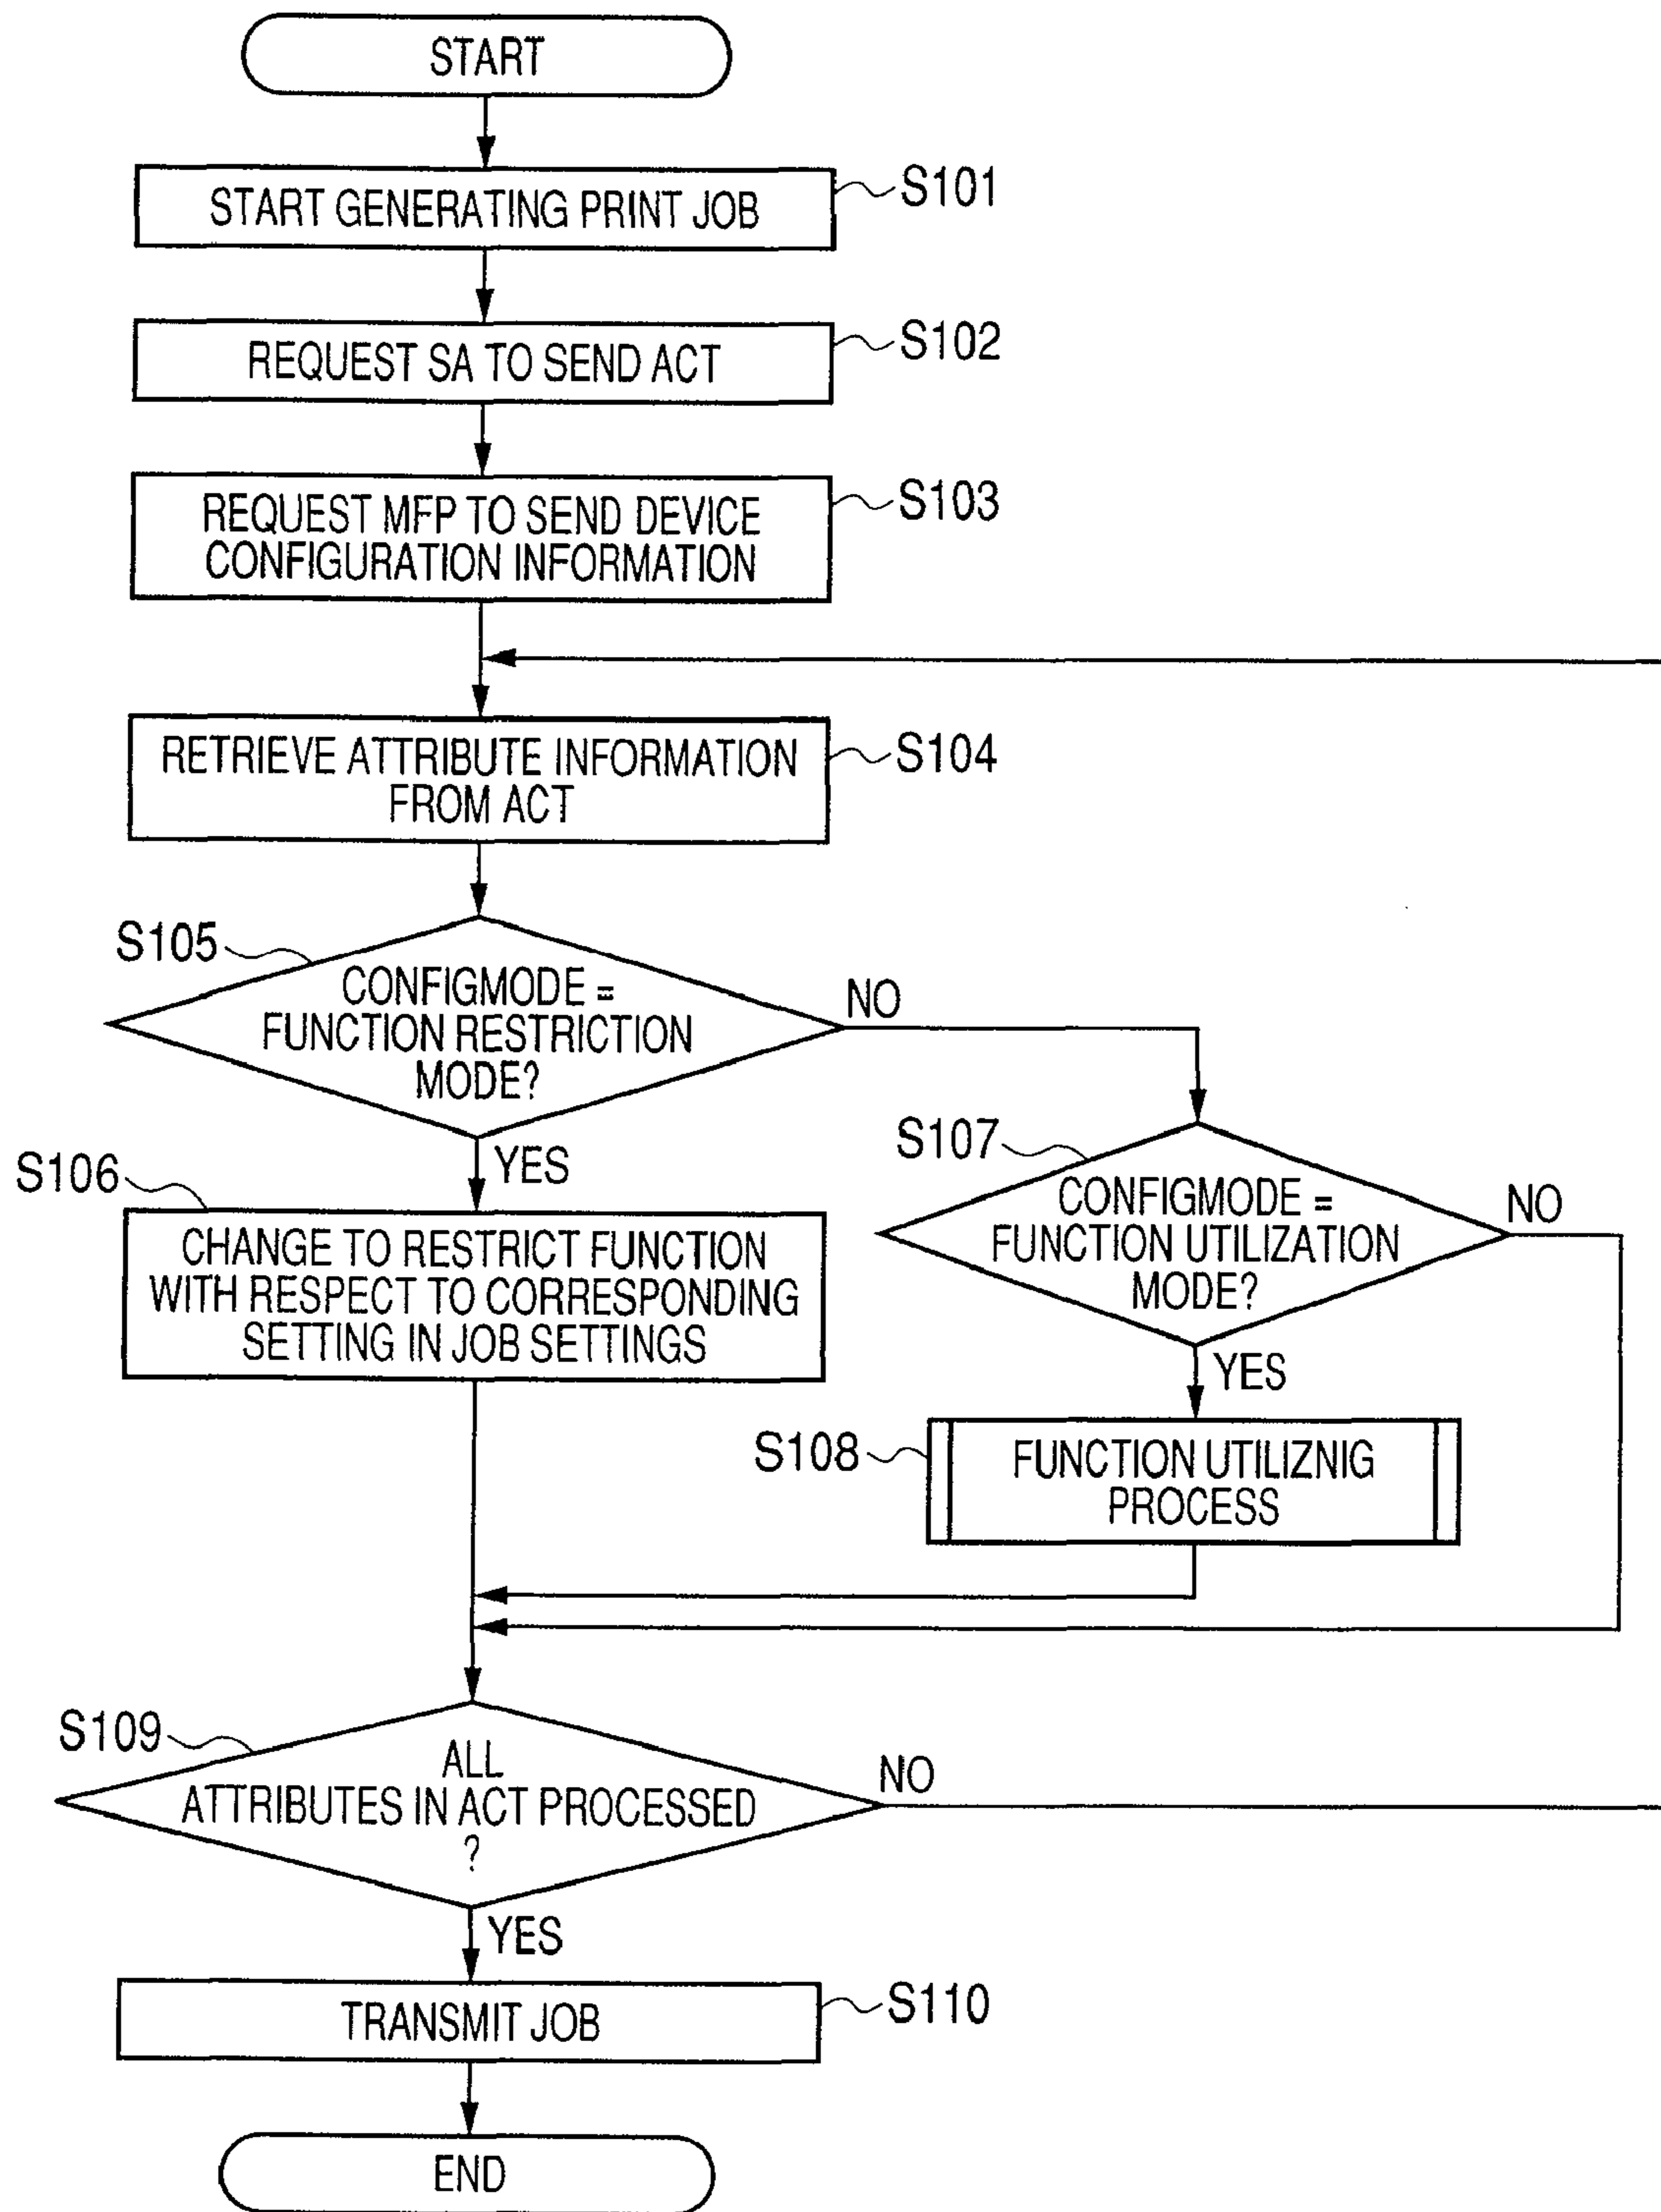 START
START GENERATING PRINT JOB
S101
REQUEST SA TO SEND ACT
S102
REQUEST MFP TO SEND DEVICE
CONFIGURATION INFORMATION
S103
RETRIEVE ATTRIBUTE INFORMATION
FROM ACT
S104
S105
CONFIGMODE =
FUNCTION RESTRICTION
MODE?
NO
YES
S106
CHANGE TO RESTRICT FUNCTION
WITH RESPECT TO CORRESPONDING
SETTING IN JOB SETTINGS
S107
CONFIGMODE =
FUNCTION UTILIZATION
MODE?
NO
YES
S108
FUNCTION UTILIZNIG
PROCESS
S109
ALL
ATTRIBUTES IN ACT PROCESSED
?
NO
YES
TRANSMIT JOB
S110
END